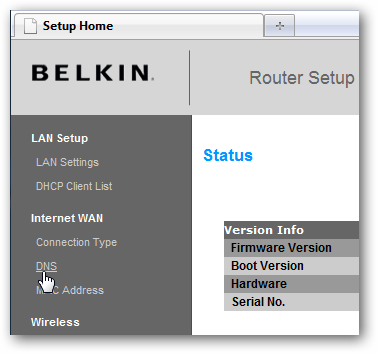 Setup Home
BELKIN.
Router Setup
LAN Setup
LAN Settings
DHCP Client List
Internet WAN
Connection Type
DNS
MAC Address
Wireless
Status
Version Info
Firmware Version
Boot Version
Hardware
Serial No.